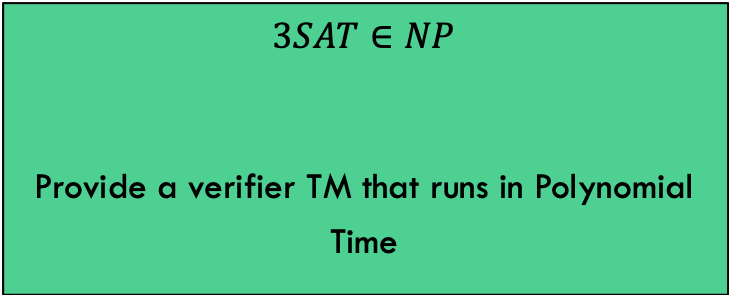 3SAT ∈ NP
Provide a verifier TM that runs in Polynomial
Time